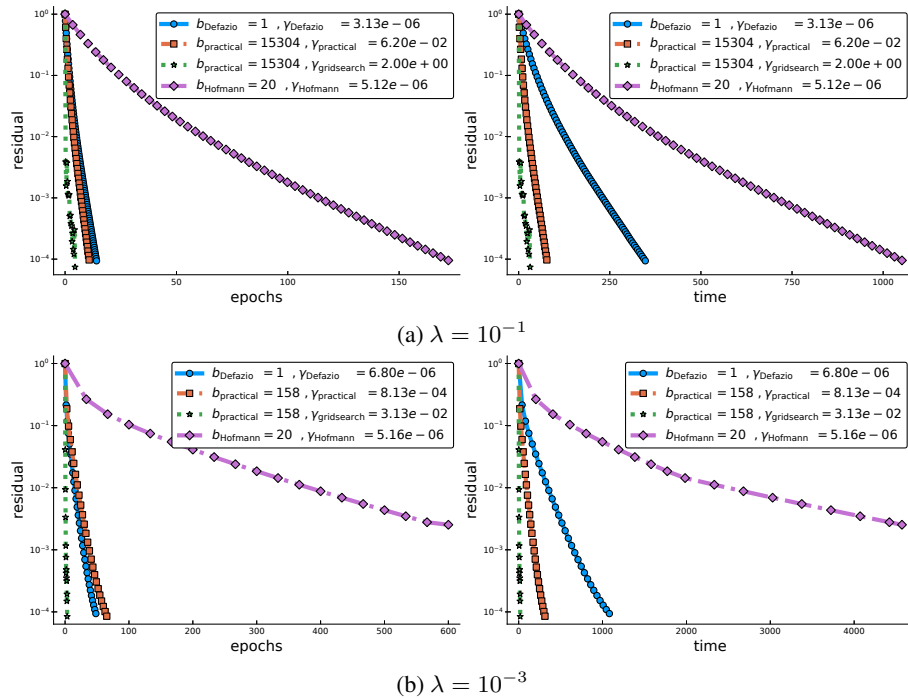 10⁰
10⁻¹
10⁻²
10⁻³
10⁻⁴
residual
b_Defazio = 1 , γ_Defazio = 3.13e−06
b_practical = 15304 , γ_practical = 6.20e−02
b_practical = 15304 , γ_gridsearch = 2.00e+00
b_Hofmann = 20 , γ_Hofmann = 5.12e−06
0 50 100 150
epochs
10⁰
10⁻¹
10⁻²
10⁻³
10⁻⁴
residual
b_Defazio = 1 , γ_Defazio = 3.13e−06
b_practical = 15304 , γ_practical = 6.20e−02
b_practical = 15304 , γ_gridsearch = 2.00e+00
b_Hofmann = 20 , γ_Hofmann = 5.12e−06
0 250 500 750 1000
time
(a) λ = 10⁻¹
10⁰
10⁻¹
10⁻²
10⁻³
10⁻⁴
residual
b_Defazio = 1 , γ_Defazio = 6.80e−06
b_practical = 158 , γ_practical = 8.13e−04
b_practical = 158 , γ_gridsearch = 3.13e−02
b_Hofmann = 20 , γ_Hofmann = 5.16e−06
0 100 200 300 400 500 600
epochs
10⁰
10⁻¹
10⁻²
10⁻³
10⁻⁴
residual
b_Defazio = 1 , γ_Defazio = 6.80e−06
b_practical = 158 , γ_practical = 8.13e−04
b_practical = 158 , γ_gridsearch = 3.13e−02
b_Hofmann = 20 , γ_Hofmann = 5.16e−06
0 1000 2000 3000 4000
time
(b) λ = 10⁻³